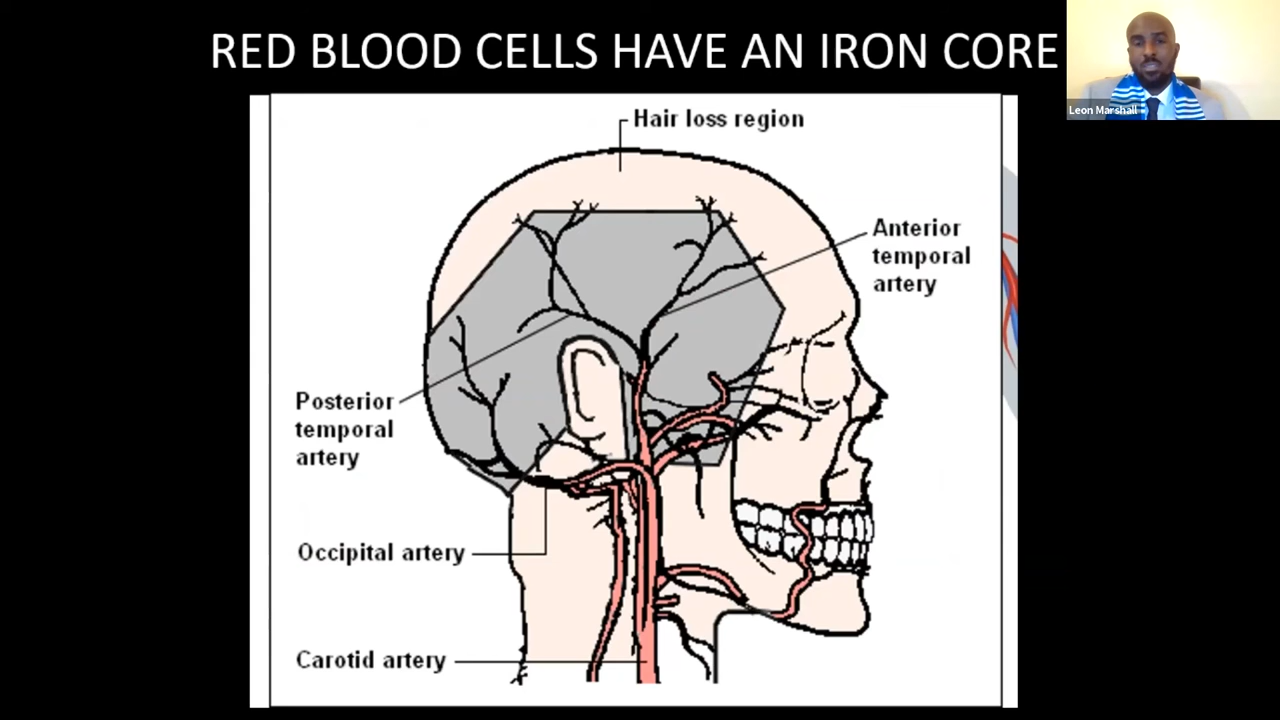 RED BLOOD CELLS HAVE AN IRON CORE
Leon Marshall
Hair loss region
Anterior
temporal
artery
Posterior
temporal
artery
Occipital artery
Carotid artery